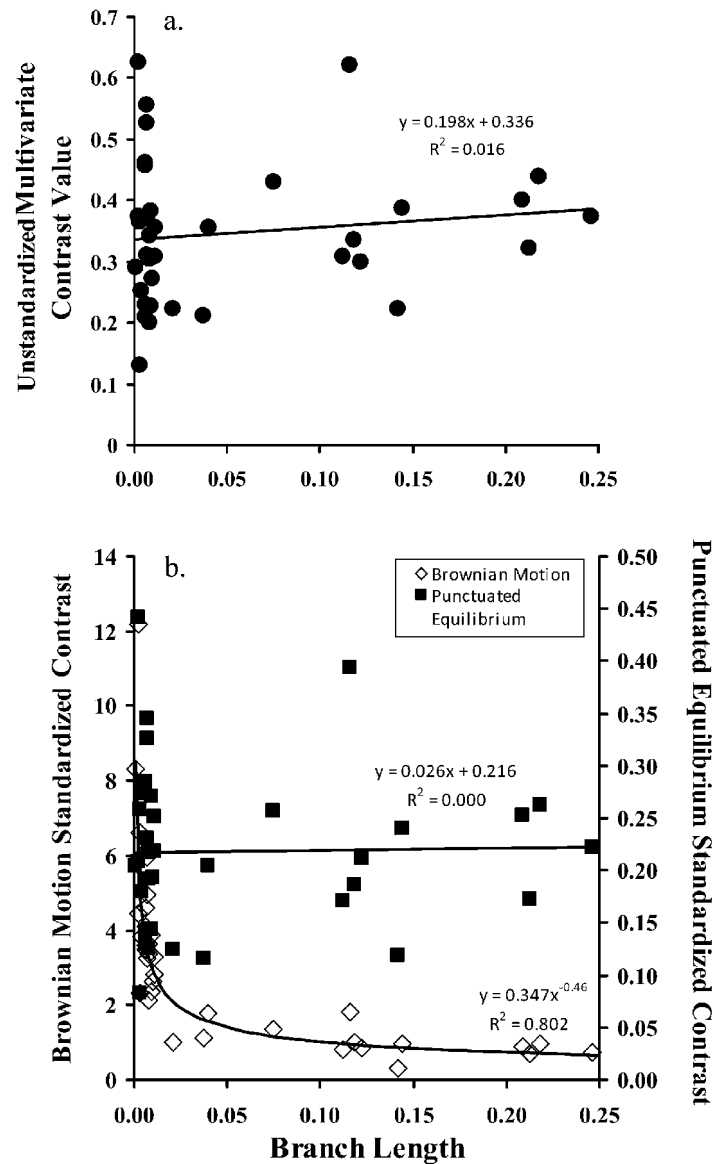 a.
0.7
0.6
0.5
0.4
0.3
0.2
0.1
0
Unstandardized Multivariate
Contrast Value
y = 0.198x + 0.336
R² = 0.016
0.00
0.05
0.10
0.15
0.20
0.25
b.
14
12
10
8
6
4
2
0
Brownian Motion Standardized Contrast
Brownian Motion
Punctuated
Equilibrium
y = 0.026x + 0.216
R² = 0.000
y = 0.347x^-0.46
R² = 0.802
0.50
0.45
0.40
0.35
0.30
0.25
0.20
0.15
0.10
0.05
0.00
Punctuated Equilibrium Standardized Contrast
0.00
0.05
0.10
0.15
0.20
0.25
Branch Length